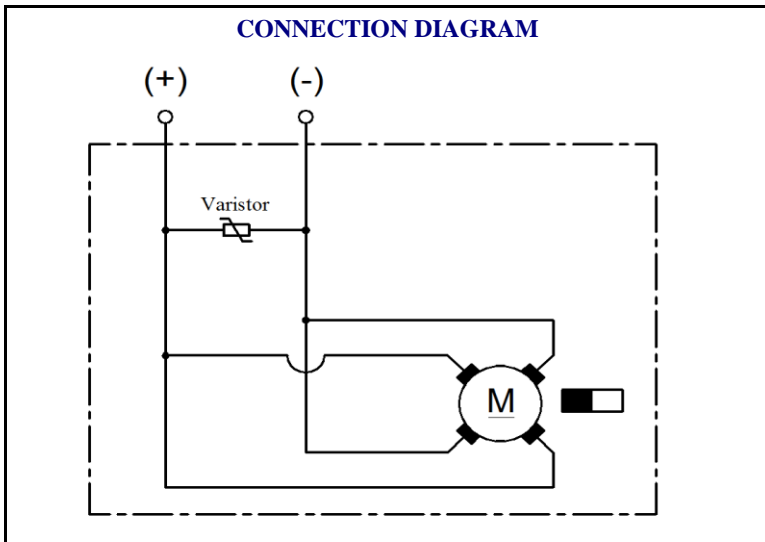 CONNECTION DIAGRAM
(+) (-)
Varistor
M